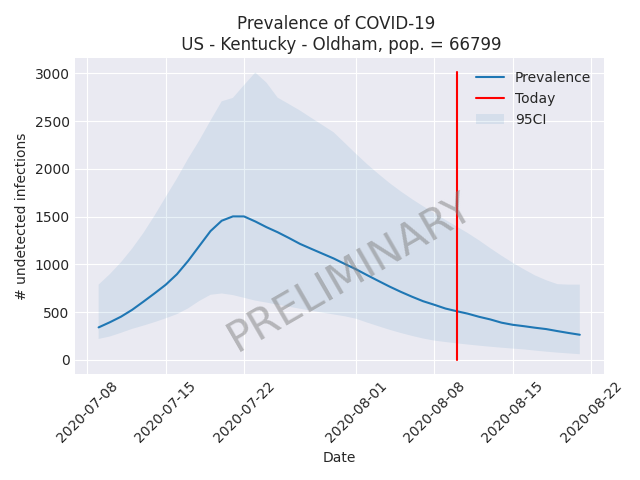 Prevalence of COVID-19
US - Kentucky - Oldham, pop. = 66799
# undetected infections
3000
2500
2000
1500
1000
500
0
Prevalence
Today
95CI
PRELIMINARY
2020-07-08
2020-07-15
2020-07-22
2020-08-01
2020-08-08
2020-08-15
2020-08-22
Date